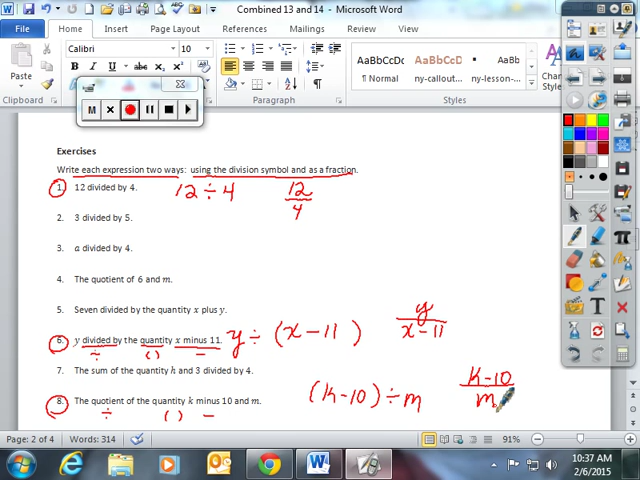 Combined 13 and 14 - Microsoft Word
File Home Insert Page Layout References Mailings Review View
Calibri 10
B I U abc
Paste
Clipboard Font Paragraph Styles
AaBbCcDc AaBbCc AaBbCc
¶ Normal ny-callout... ny-lesson-...
M
Exercises
Write each expression two ways: using the division symbol and as a fraction.
1. 12 divided by 4. 12 ÷ 4 12/4
2. 3 divided by 5.
3. a divided by 4.
4. The quotient of 6 and m.
5. Seven divided by the quantity x plus y.
6. y divided by the quantity x minus 11. y ÷ (x - 11) y/x-11
÷ () −
7. The sum of the quantity h and 3 divided by 4.
8. The quotient of the quantity k minus 10 and m. (k-10) ÷ m k-10/m
÷ () −
Page: 2 of 4 Words: 314 91%
10:37 AM
2/6/2015